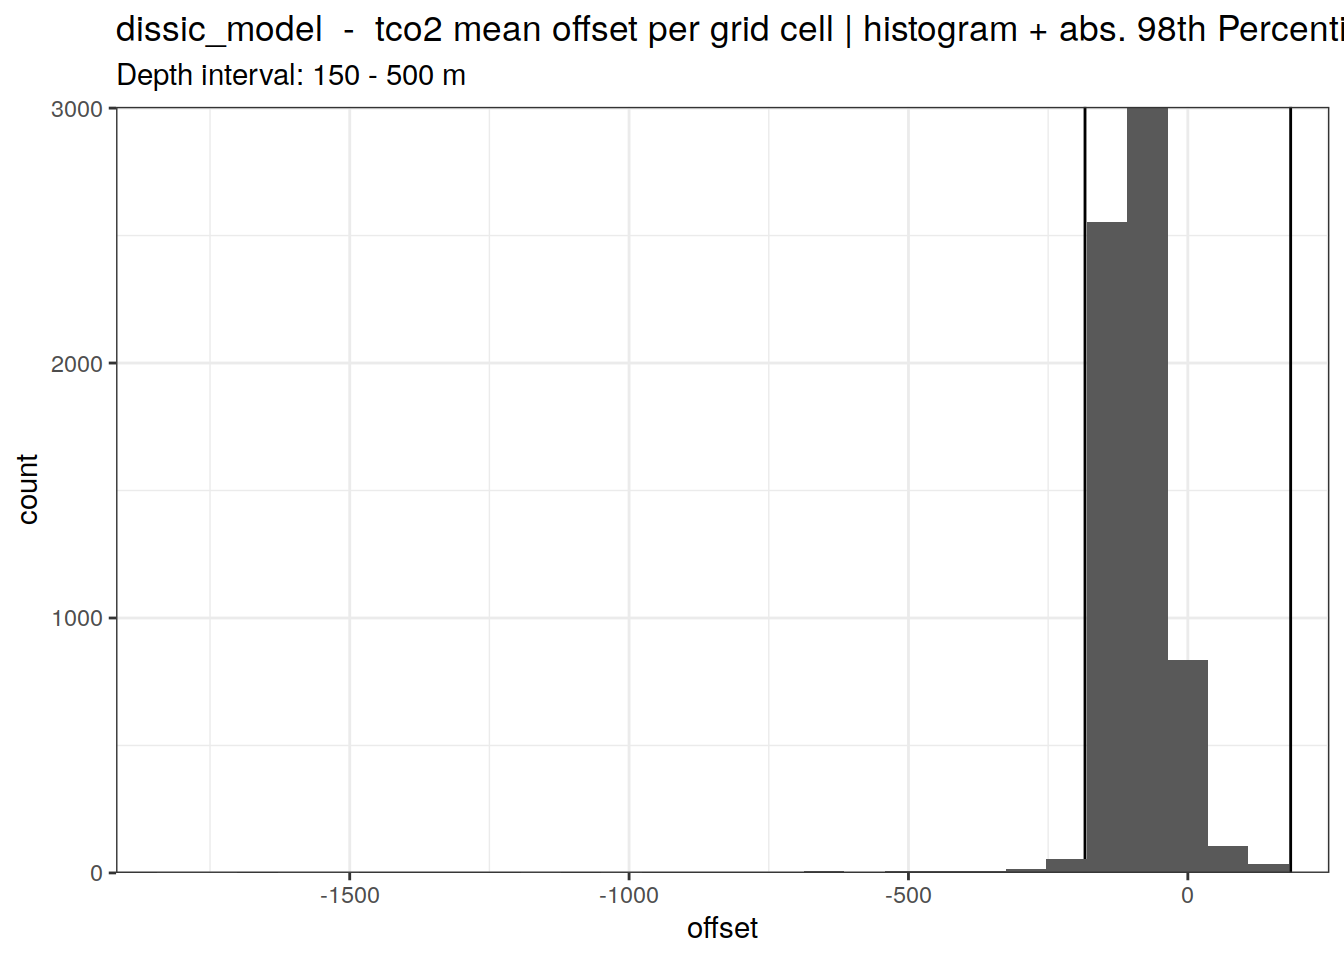 dissic_model - tco2 mean offset per grid cell | histogram + abs. 98th Percenti
Depth interval: 150 - 500 m
3000
2000
1000
0
count
-1500 -1000 -500 0
offset